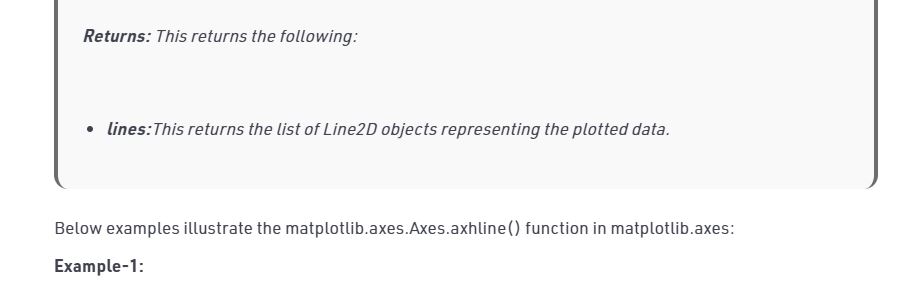 Returns: This returns the following:
• lines:This returns the list of Line2D objects representing the plotted data.
Below examples illustrate the matplotlib.axes.Axes.axhline() function in matplotlib.axes:
Example-1: